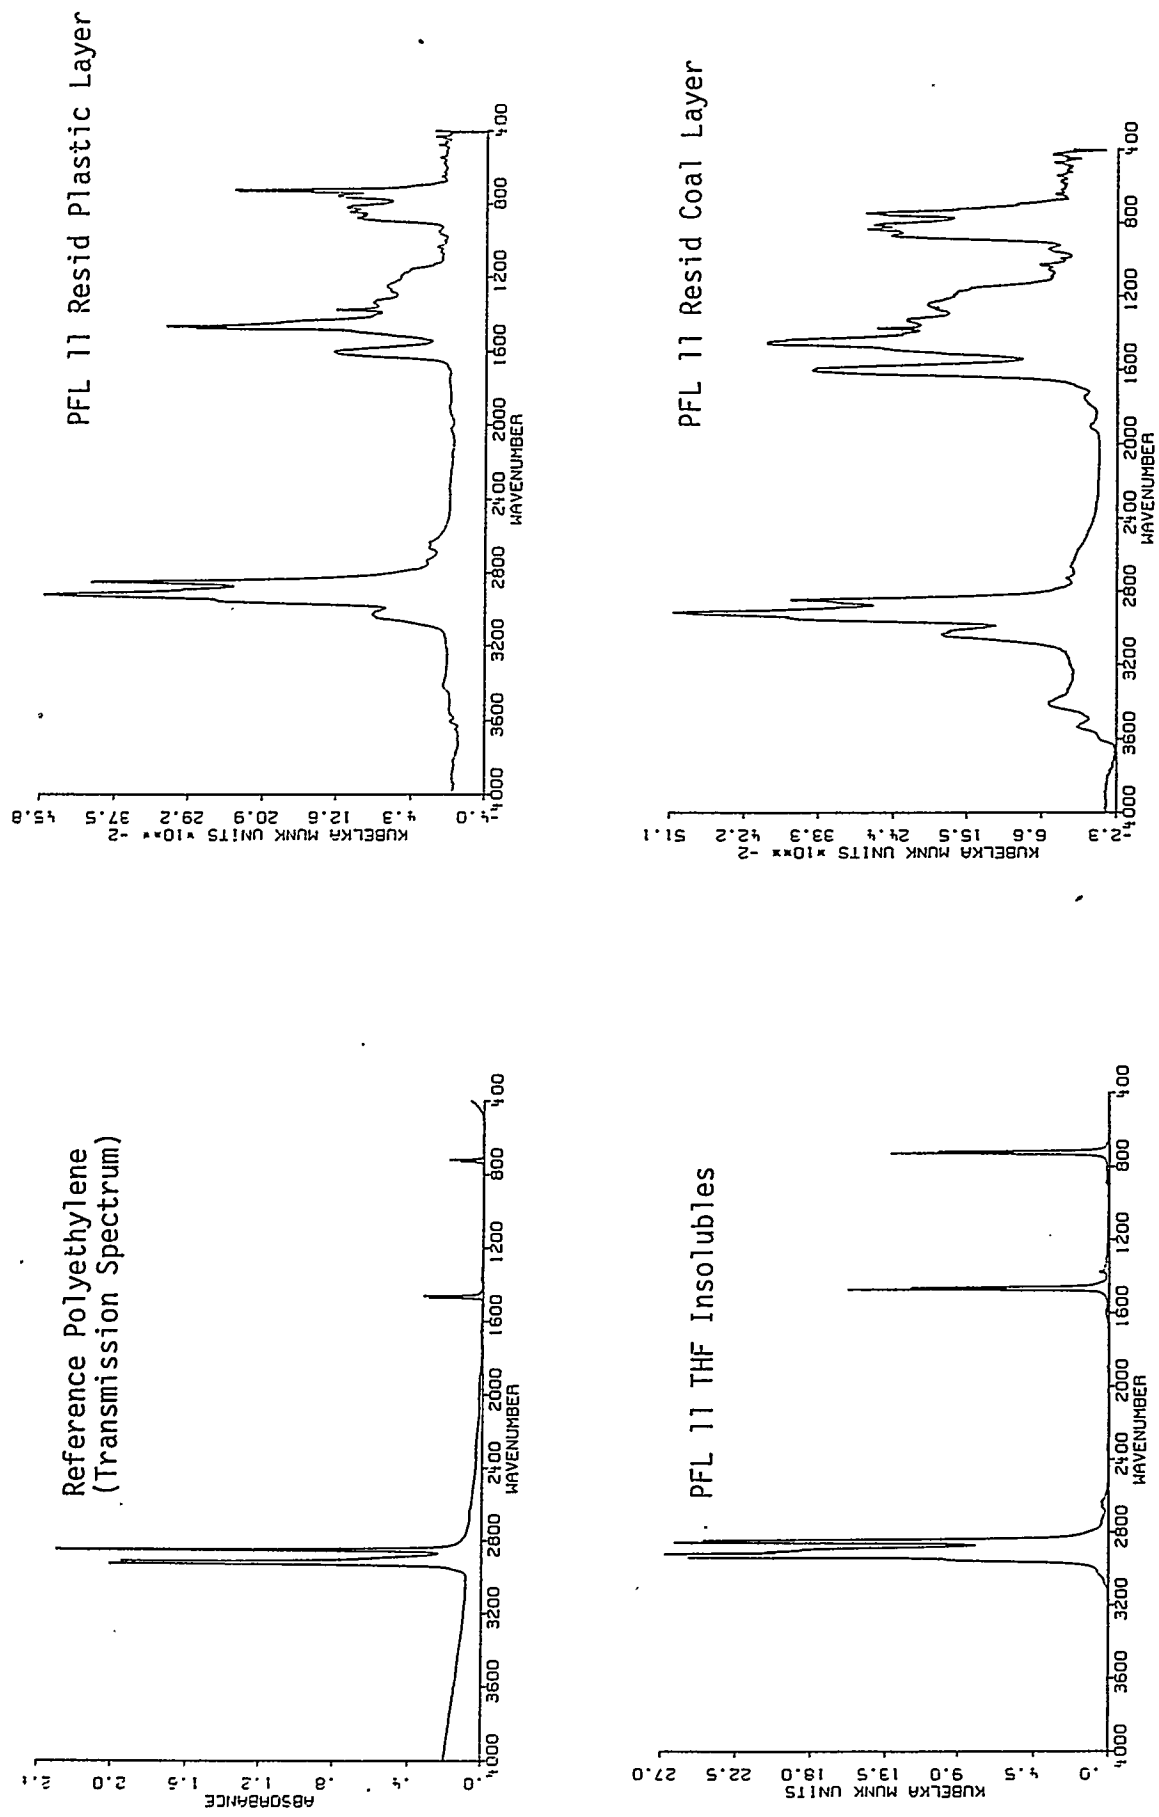 Reference Polyethylene
(Transmission Spectrum)
ABSORBANCE
.0 .4 .8 1.2 1.6 2.0 2.4
4000 3600 3200 2800 2400 2000 1600 1200 800 400
WAVENUMBER
PFL 11 Resid Plastic Layer
KUBELKA MUNK UNITS *10** -2
-4.0 4.3 12.6 20.9 29.2 37.5 45.8
4000 3600 3200 2800 2400 2000 1600 1200 800 400
WAVENUMBER
PFL 11 THF Insolubles
KUBELKA MUNK UNITS
.0 4.5 9.0 13.5 18.0 22.5 27.0
4000 3600 3200 2800 2400 2000 1600 1200 800 400
WAVENUMBER
PFL 11 Resid Coal Layer
KUBELKA MUNK UNITS *10** -2
-2.3 6.6 15.5 24.4 33.3 42.2 51.1
4000 3600 3200 2800 2400 2000 1600 1200 800 400
WAVENUMBER